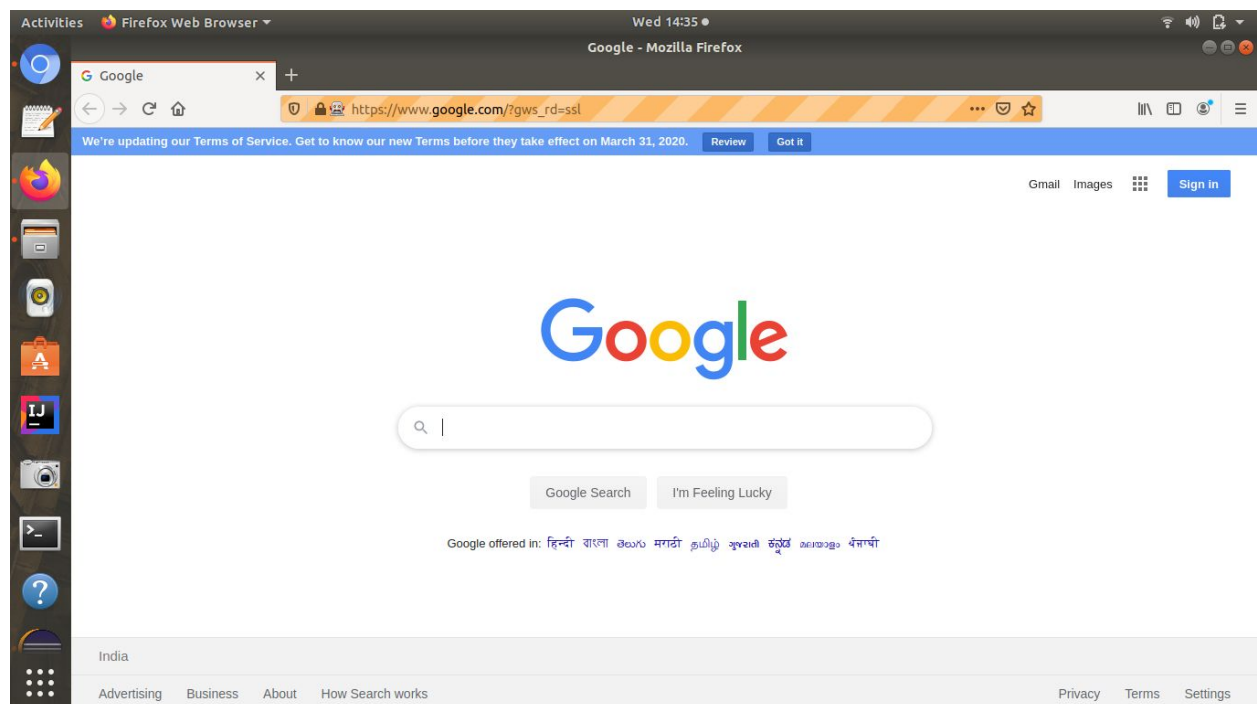 Activities Firefox Web Browser Wed 14:35
Google - Mozilla Firefox
G Google
https://www.google.com/?gws_rd=ssl
We're updating our Terms of Service. Get to know our new Terms before they take effect on March 31, 2020. Review Got it
Gmail Images Sign in
Google
Google Search I'm Feeling Lucky
Google offered in: हिन्दी বাংলা తెలుగు मराठी தமிழ் ગુજરાતી ಕನ್ನಡ മലയാളം ਪੰਜਾਬੀ
India
Advertising Business About How Search works Privacy Terms Settings
A
IJ
>_
?